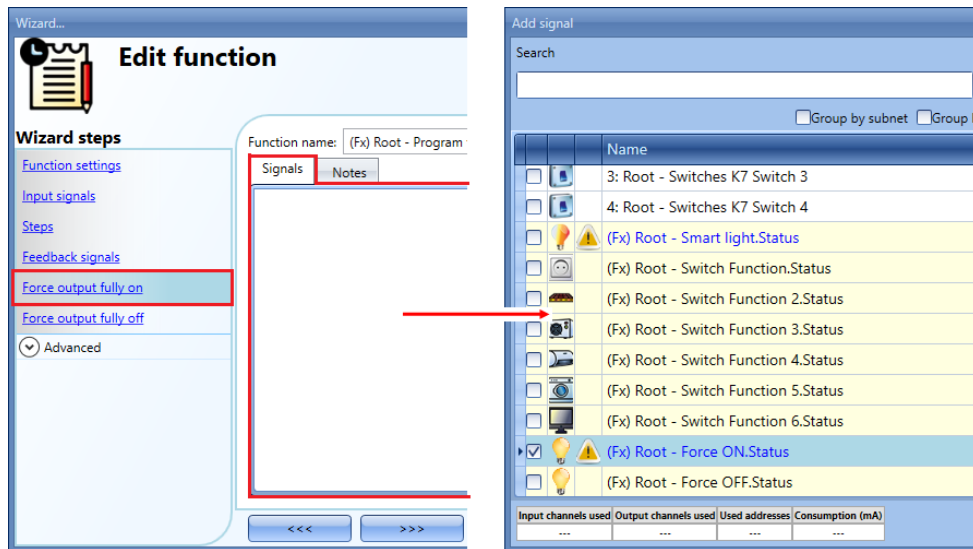 Wizard...
Edit function
Wizard steps
Function settings
Input signals
Steps
Feedback signals
Force output fully on
Force output fully off
Advanced
Function name: (Fx) Root - Program
Signals Notes
<<< >>>
Add signal
Search
Group by subnet Group
Name
3: Root - Switches K7 Switch 3
4: Root - Switches K7 Switch 4
(Fx) Root - Smart light.Status
(Fx) Root - Switch Function.Status
(Fx) Root - Switch Function 2.Status
(Fx) Root - Switch Function 3.Status
(Fx) Root - Switch Function 4.Status
(Fx) Root - Switch Function 5.Status
(Fx) Root - Switch Function 6.Status
(Fx) Root - Force ON.Status
(Fx) Root - Force OFF.Status
Input channels used Output channels used Used addresses Consumption (mA)
--- --- --- ---